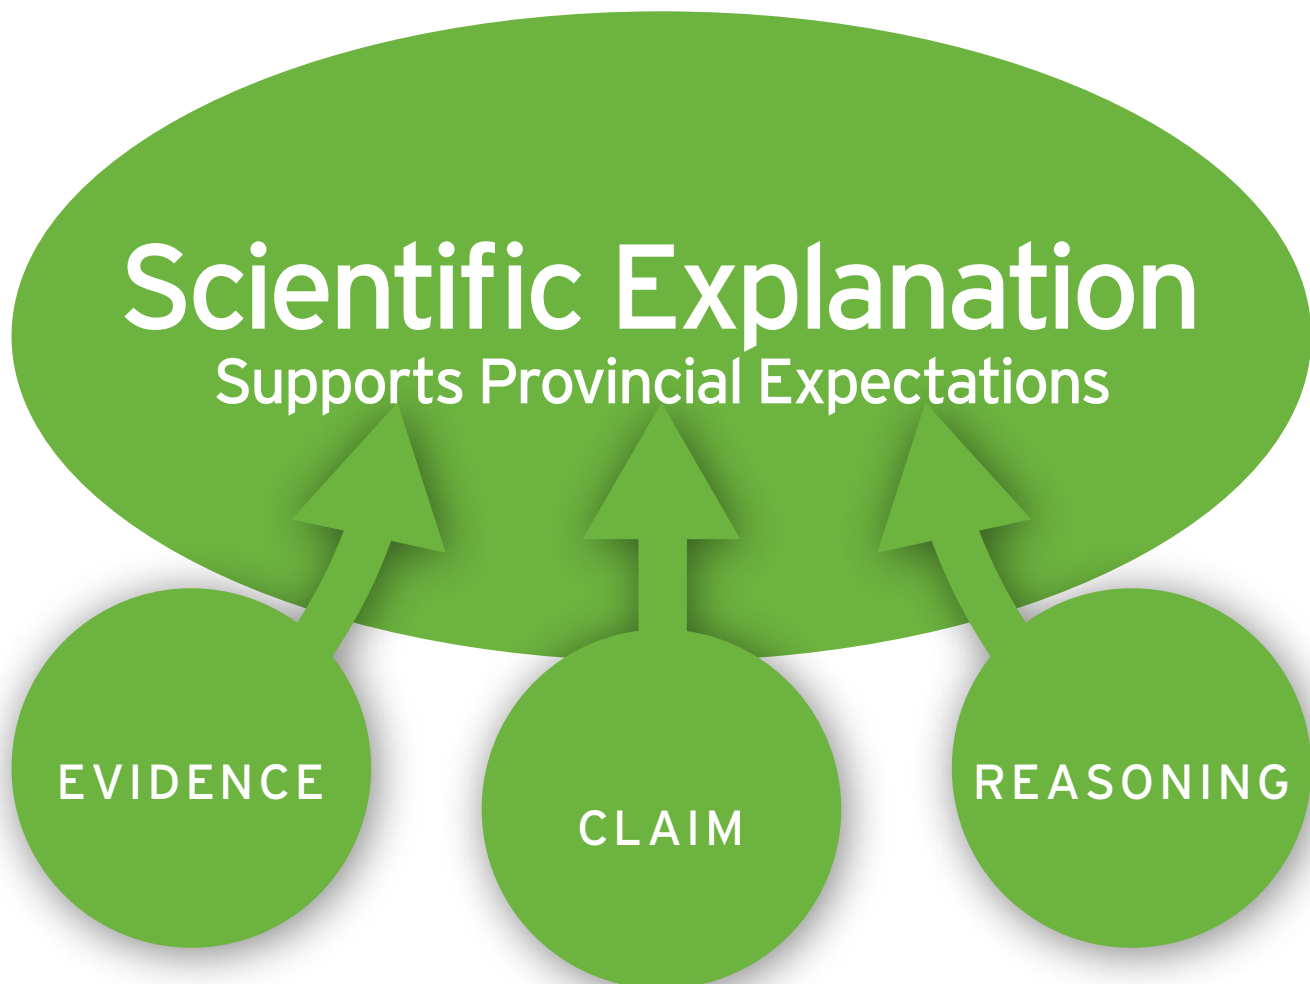 Scientific Explanation
Supports Provincial Expectations
EVIDENCE
CLAIM
REASONING